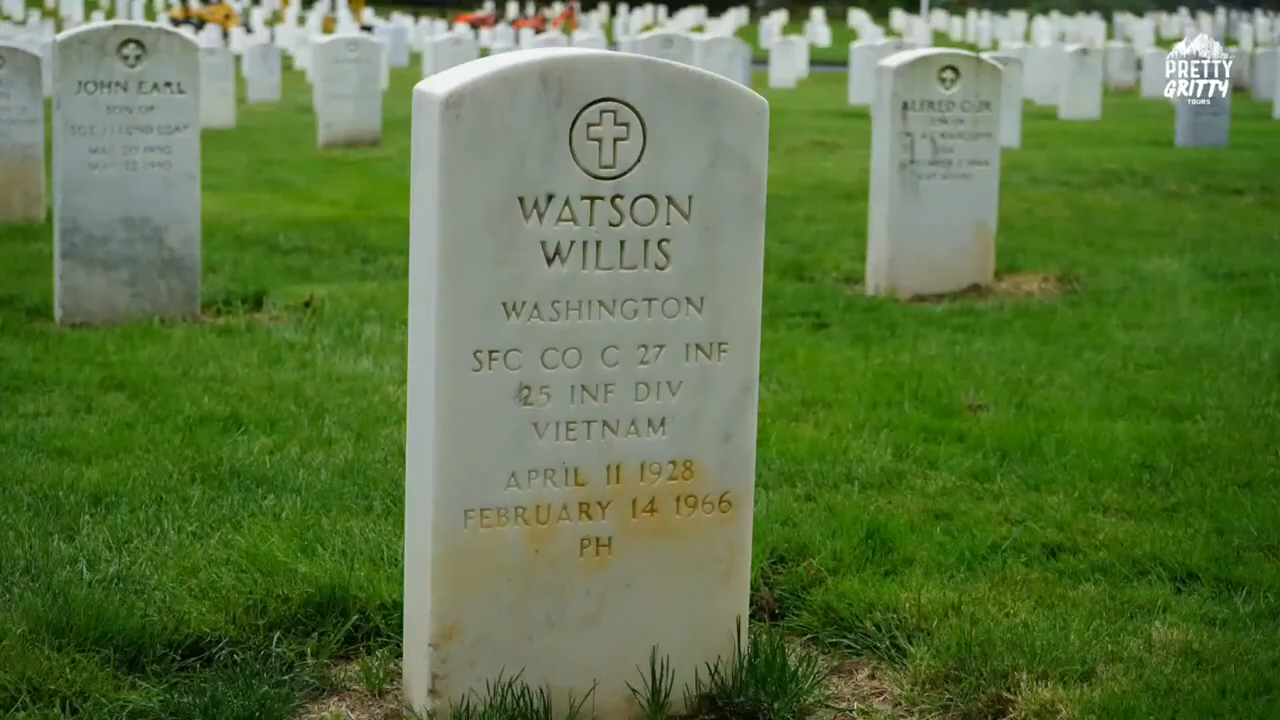 JOHN EARL
SON OF
WATSON
WILLIS
WASHINGTON
SFC CO C 27 INF
25 INF DIV
VIETNAM
APRIL 11 1928
FEBRUARY 14 1966
PH
PRETTY
GRITTY
TOURS